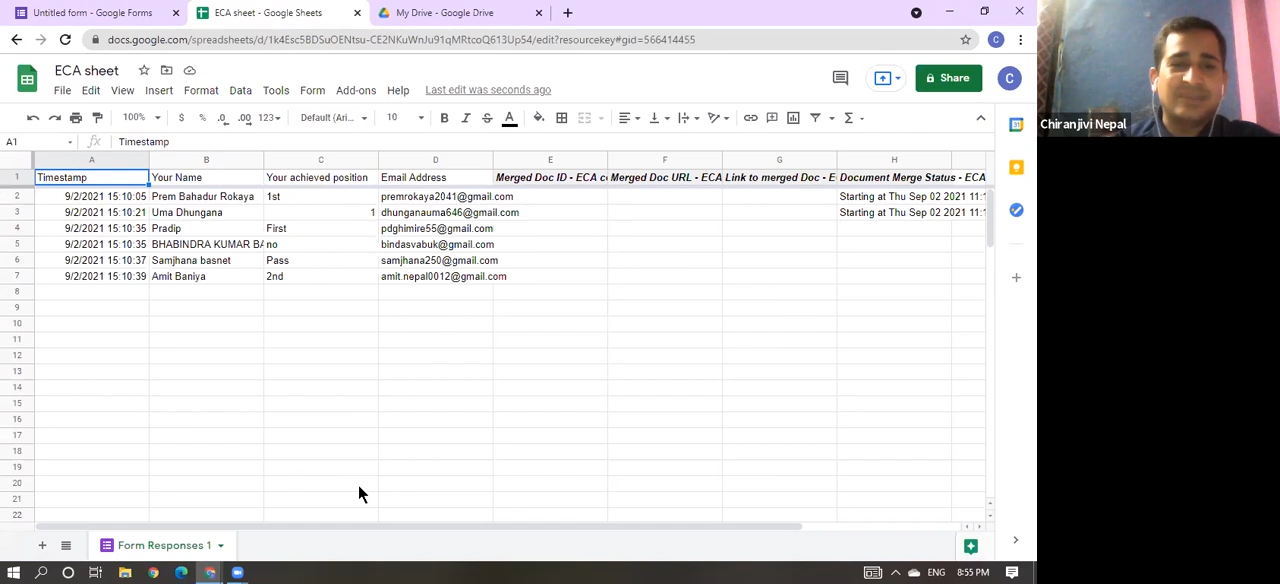 Untitled form - Google Forms
ECA sheet - Google Sheets
My Drive - Google Drive
docs.google.com/spreadsheets/d/1k4Esc5BDSuOENtsu-CE2NKuWnJu91qMRtcoQ613Up54/edit?resourcekey#gid=566414455
C
ECA sheet
Share
C
File Edit View Insert Format Data Tools Form Add-ons Help Last edit was seconds ago
100% $ % .0 .00 123 Default (Ari... 10 B I S A
A1 fx Timestamp
A B C D E F G H
1 Timestamp Your Name Your achieved position Email Address Merged Doc ID - ECA Merged Doc URL - ECA Link to merged Doc - E Document Merge Status - ECA
2 9/2/2021 15:10:05 Prem Bahadur Rokaya 1st premrokaya2041@gmail.com Starting at Thu Sep 02 2021 11:
3 9/2/2021 15:10:21 Uma Dhungana 1 dhunganauma646@gmail.com Starting at Thu Sep 02 2021 11:
4 9/2/2021 15:10:35 Pradip First pdghimire55@gmail.com
5 9/2/2021 15:10:35 BHABINDRA KUMAR BA no bindasvabuk@gmail.com
6 9/2/2021 15:10:37 Samjhana basnet Pass samjhana250@gmail.com
7 9/2/2021 15:10:39 Amit Baniya 2nd amit.nepal0012@gmail.com
8
9
10
11
12
13
14
15
16
17
18
19
20
21
22
Form Responses 1
ENG 8:55 PM
Chiranjivi Nepal